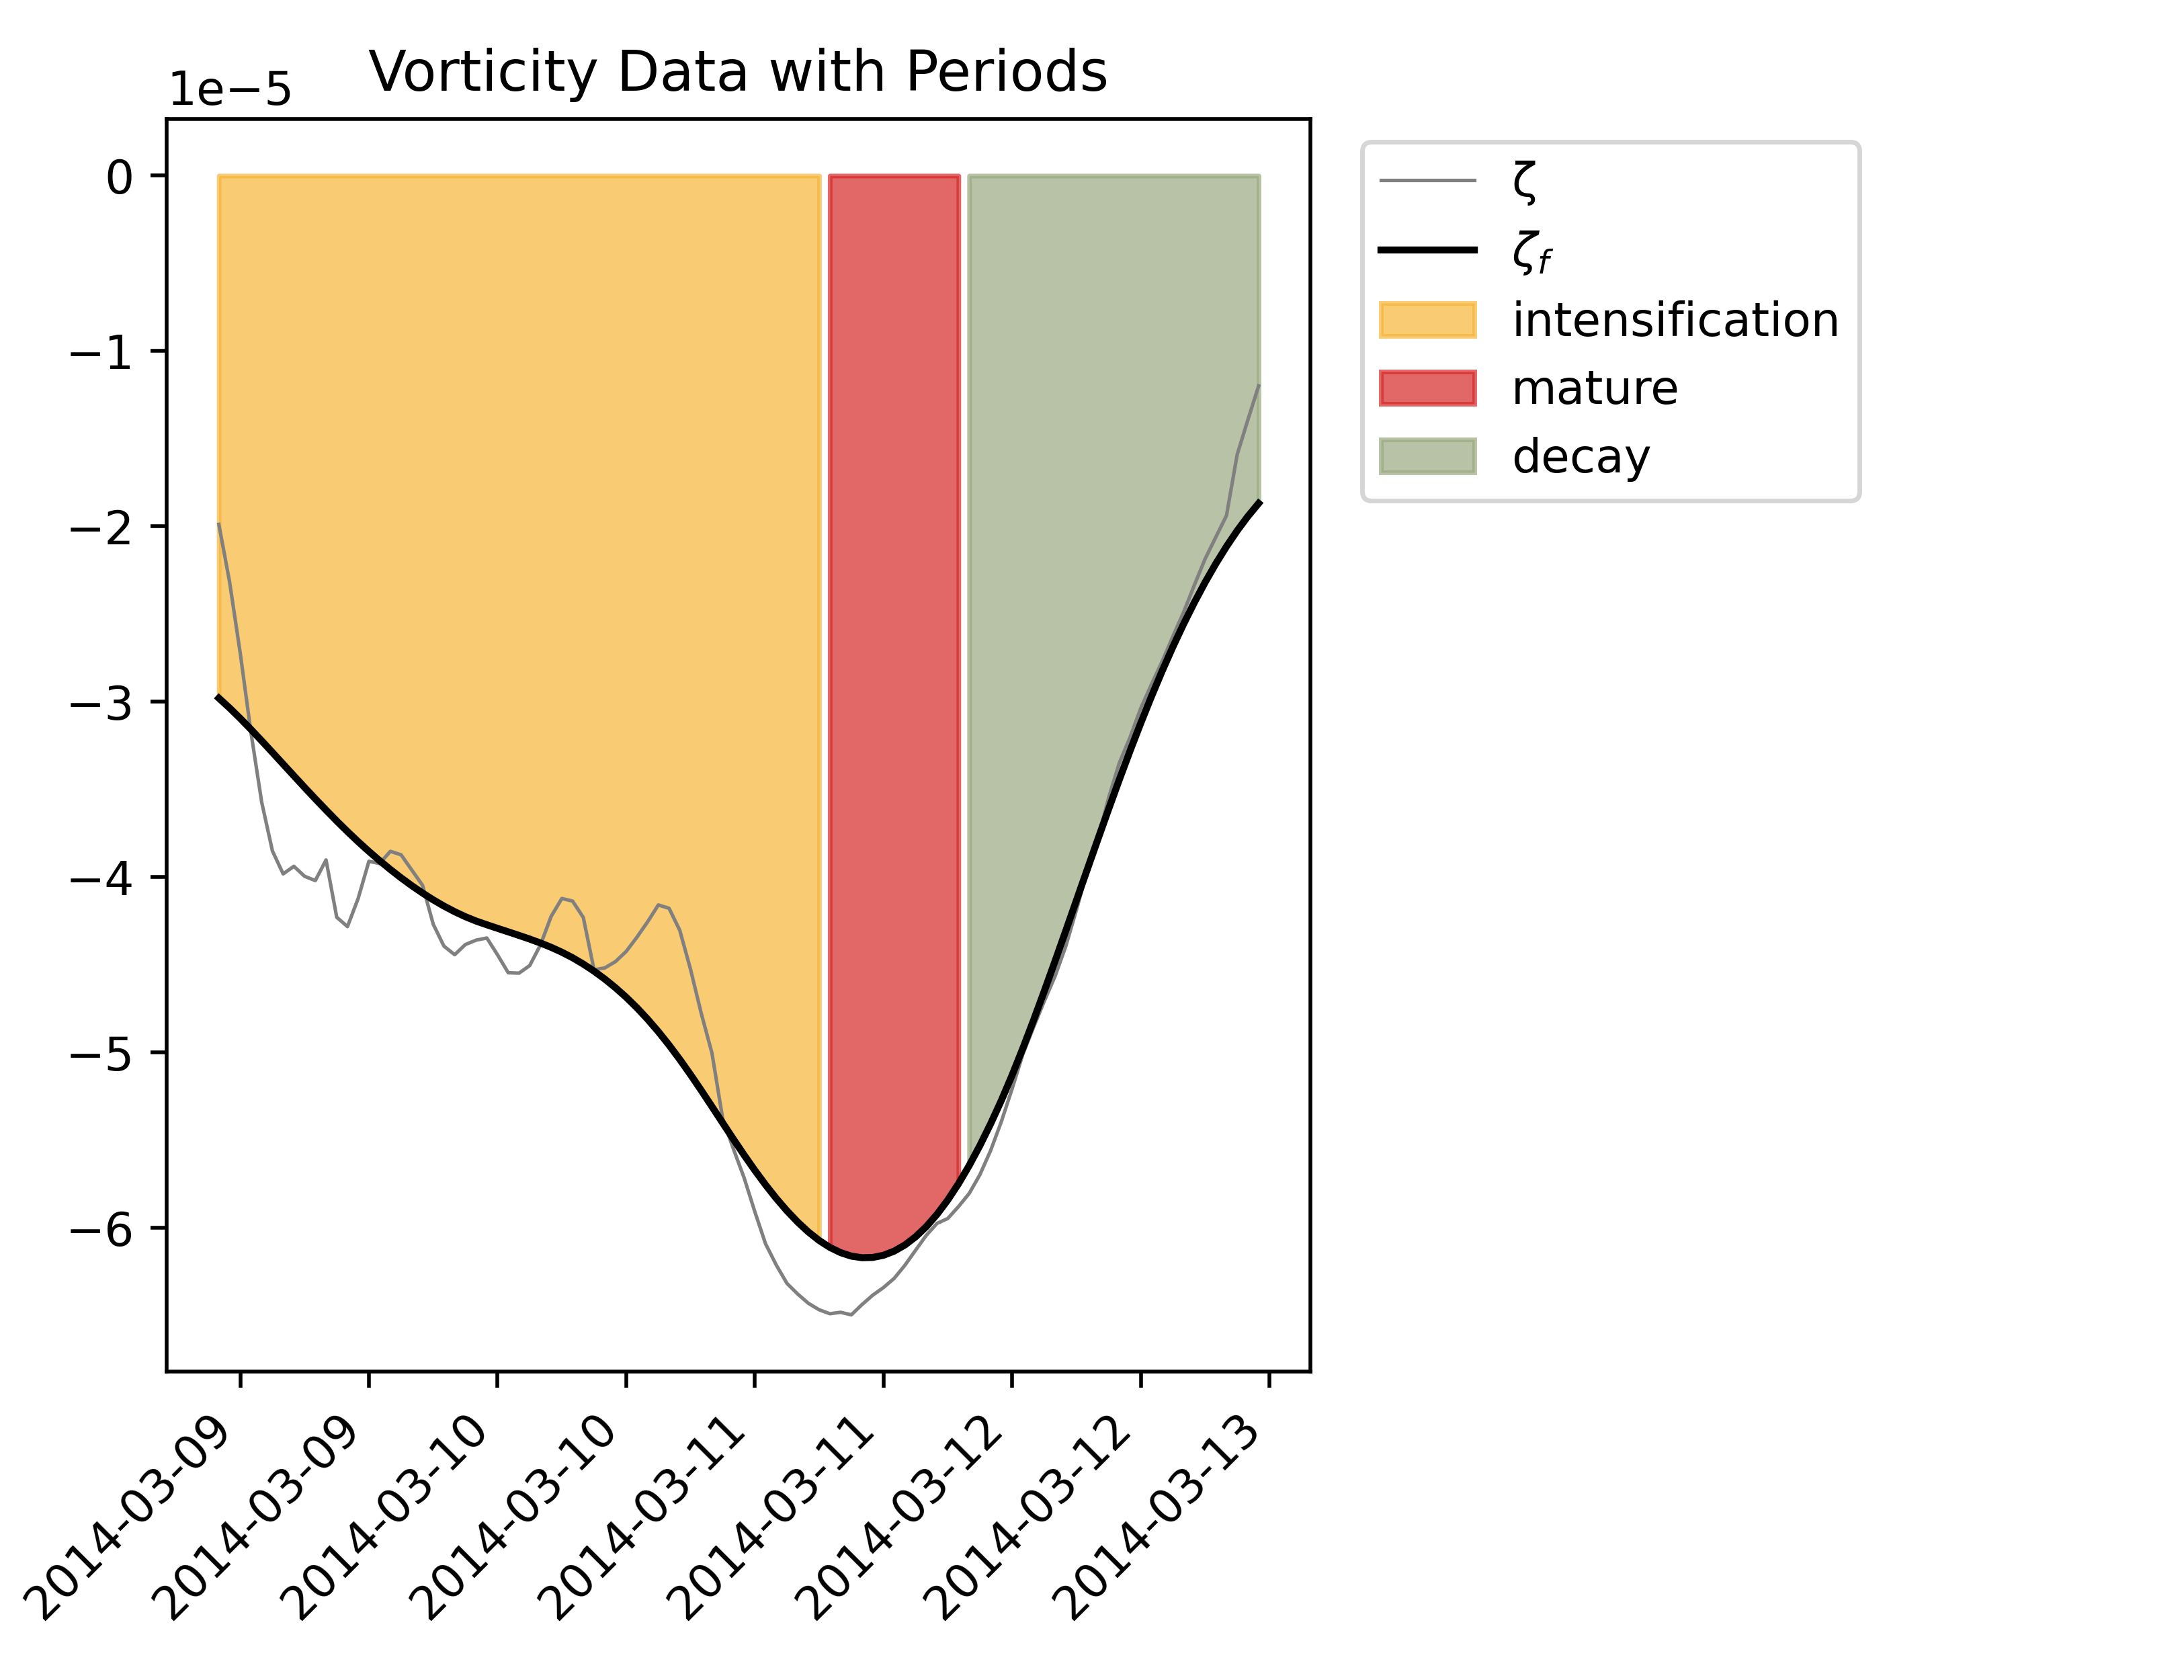 Vorticity Data with Periods
1e−5
0
−1
−2
−3
−4
−5
−6
2014-03-09
2014-03-09
2014-03-10
2014-03-10
2014-03-11
2014-03-11
2014-03-12
2014-03-12
2014-03-13
ζ
ζf
intensification
mature
decay